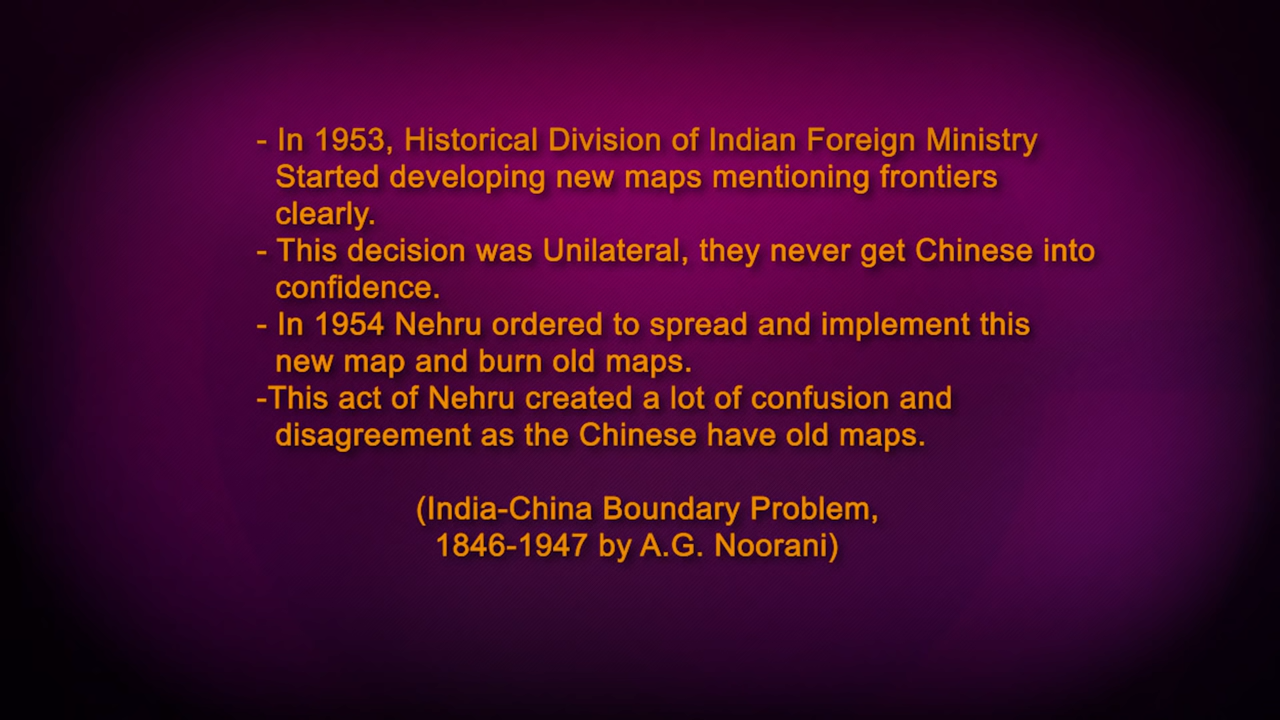 - In 1953, Historical Division of Indian Foreign Ministry
Started developing new maps mentioning frontiers
clearly.
- This decision was Unilateral, they never get Chinese into
confidence.
- In 1954 Nehru ordered to spread and implement this
new map and burn old maps.
-This act of Nehru created a lot of confusion and
disagreement as the Chinese have old maps.
(India-China Boundary Problem,
1846-1947 by A.G. Noorani)